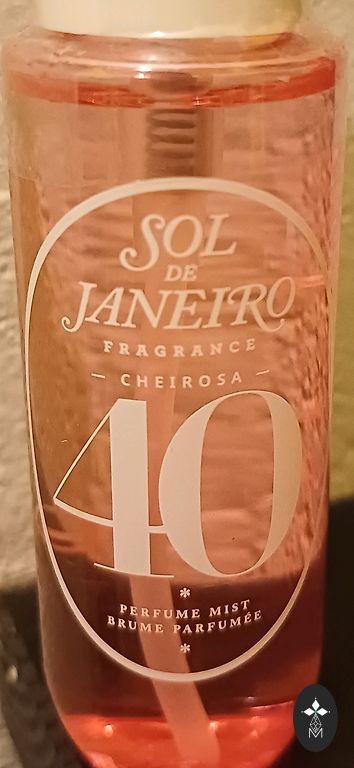 SOL
DE
JANEIRO
FRAGRANCE
— CHEIROSA —
40
*
PERFUME MIST
BRUME PARFUMÉE
*
M